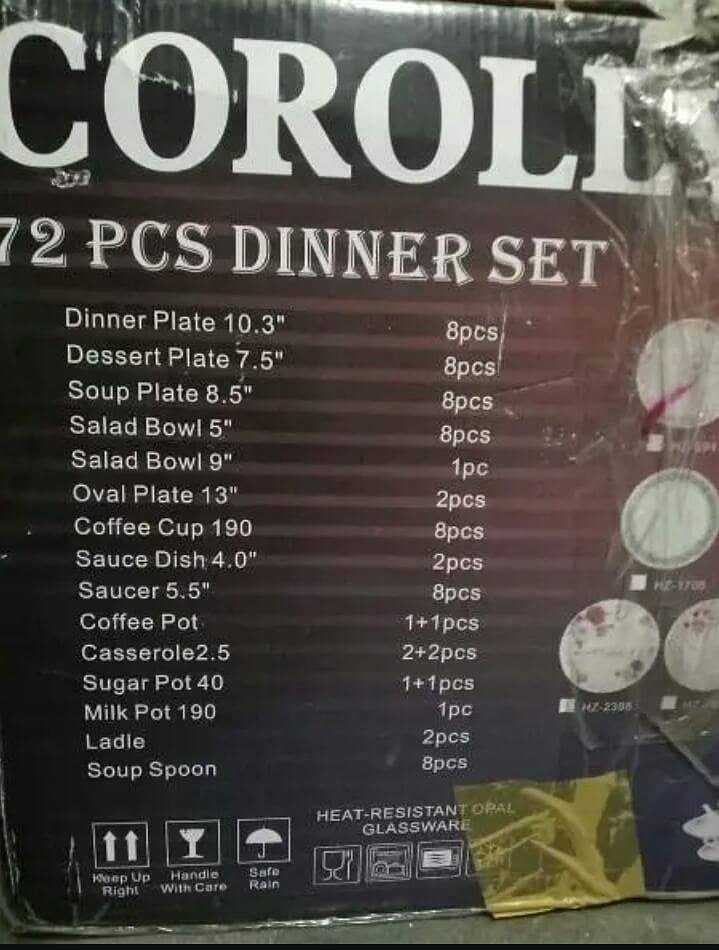 COROLL
72 PCS DINNER SET
Dinner Plate 10.3" 8pcs
Dessert Plate 7.5" 8pcs
Soup Plate 8.5" 8pcs
Salad Bowl 5" 8pcs
Salad Bowl 9" 1pc
Oval Plate 13" 2pcs
Coffee Cup 190 8pcs
Sauce Dish 4.0" 2pcs
Saucer 5.5" 8pcs
Coffee Pot 1+1pcs
Casserole2.5 2+2pcs
Sugar Pot 40 1+1pcs
Milk Pot 190 1pc
Ladle 2pcs
Soup Spoon 8pcs
HZ-1708
HZ-2388
HEAT-RESISTANT OPAL
GLASSWARE
Keep Up
Right
Handle
With Care
Safe
Rain